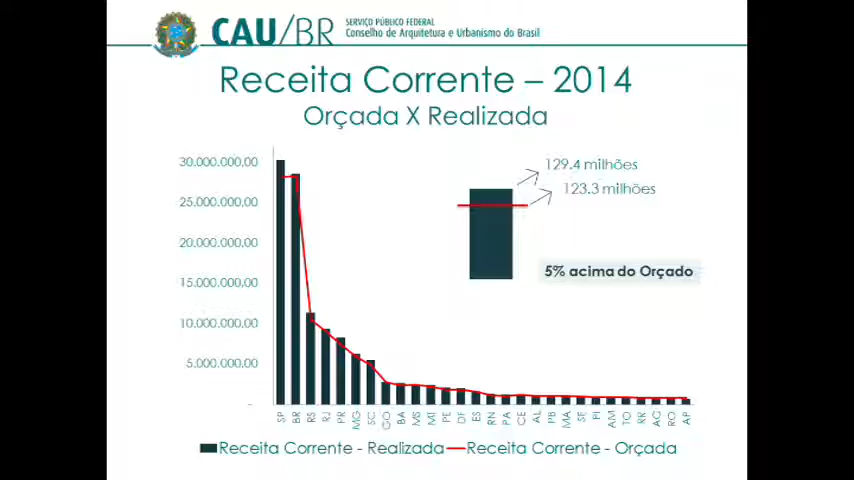 CAU/BR
SERVIÇO PÚBLICO FEDERAL
Conselho de Arquitetura e Urbanismo do Brasil
Receita Corrente – 2014
Orçada X Realizada
30.000.000,00
25.000.000,00
20.000.000,00
15.000.000,00
10.000.000,00
5.000.000,00
-
129.4 milhões
123.3 milhões
5% acima do Orçado
SP BR RS RJ PR MG SC GO BA MS MT PE DF ES RN PA CE AL PB MA SE PI AM TO RR AC RO AP
Receita Corrente - Realizada Receita Corrente - Orçada